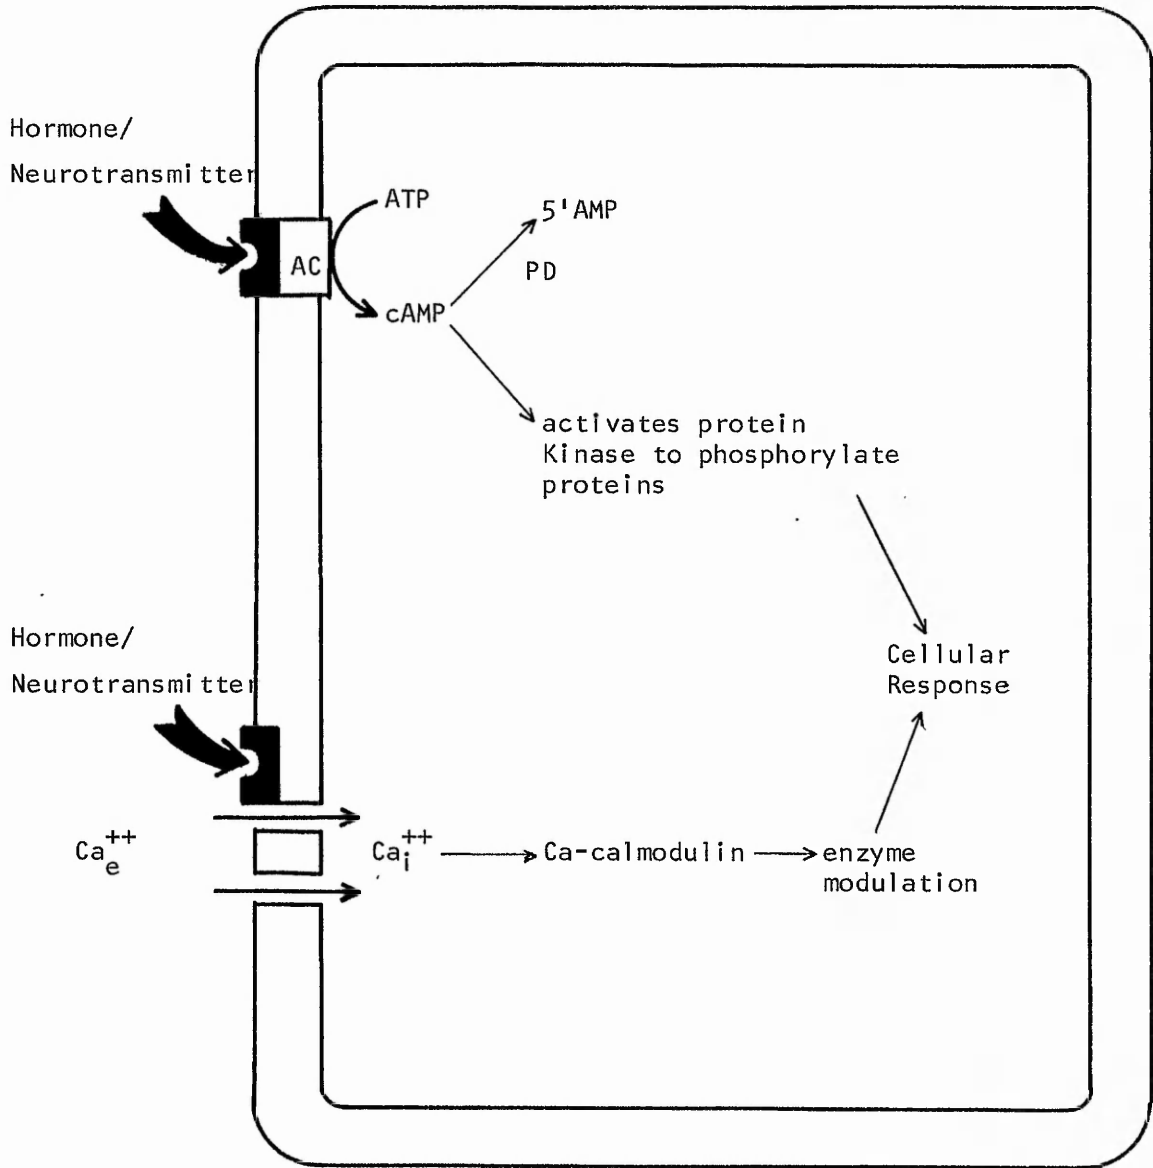 Hormone/
Neurotransmitter
ATP
5'AMP
AC
PD
cAMP
activates protein
Kinase to phosphorylate
proteins
Hormone/
Neurotransmitter
Cellular
Response
Ca++e
Ca++i
Ca-calmodulin
enzyme
modulation